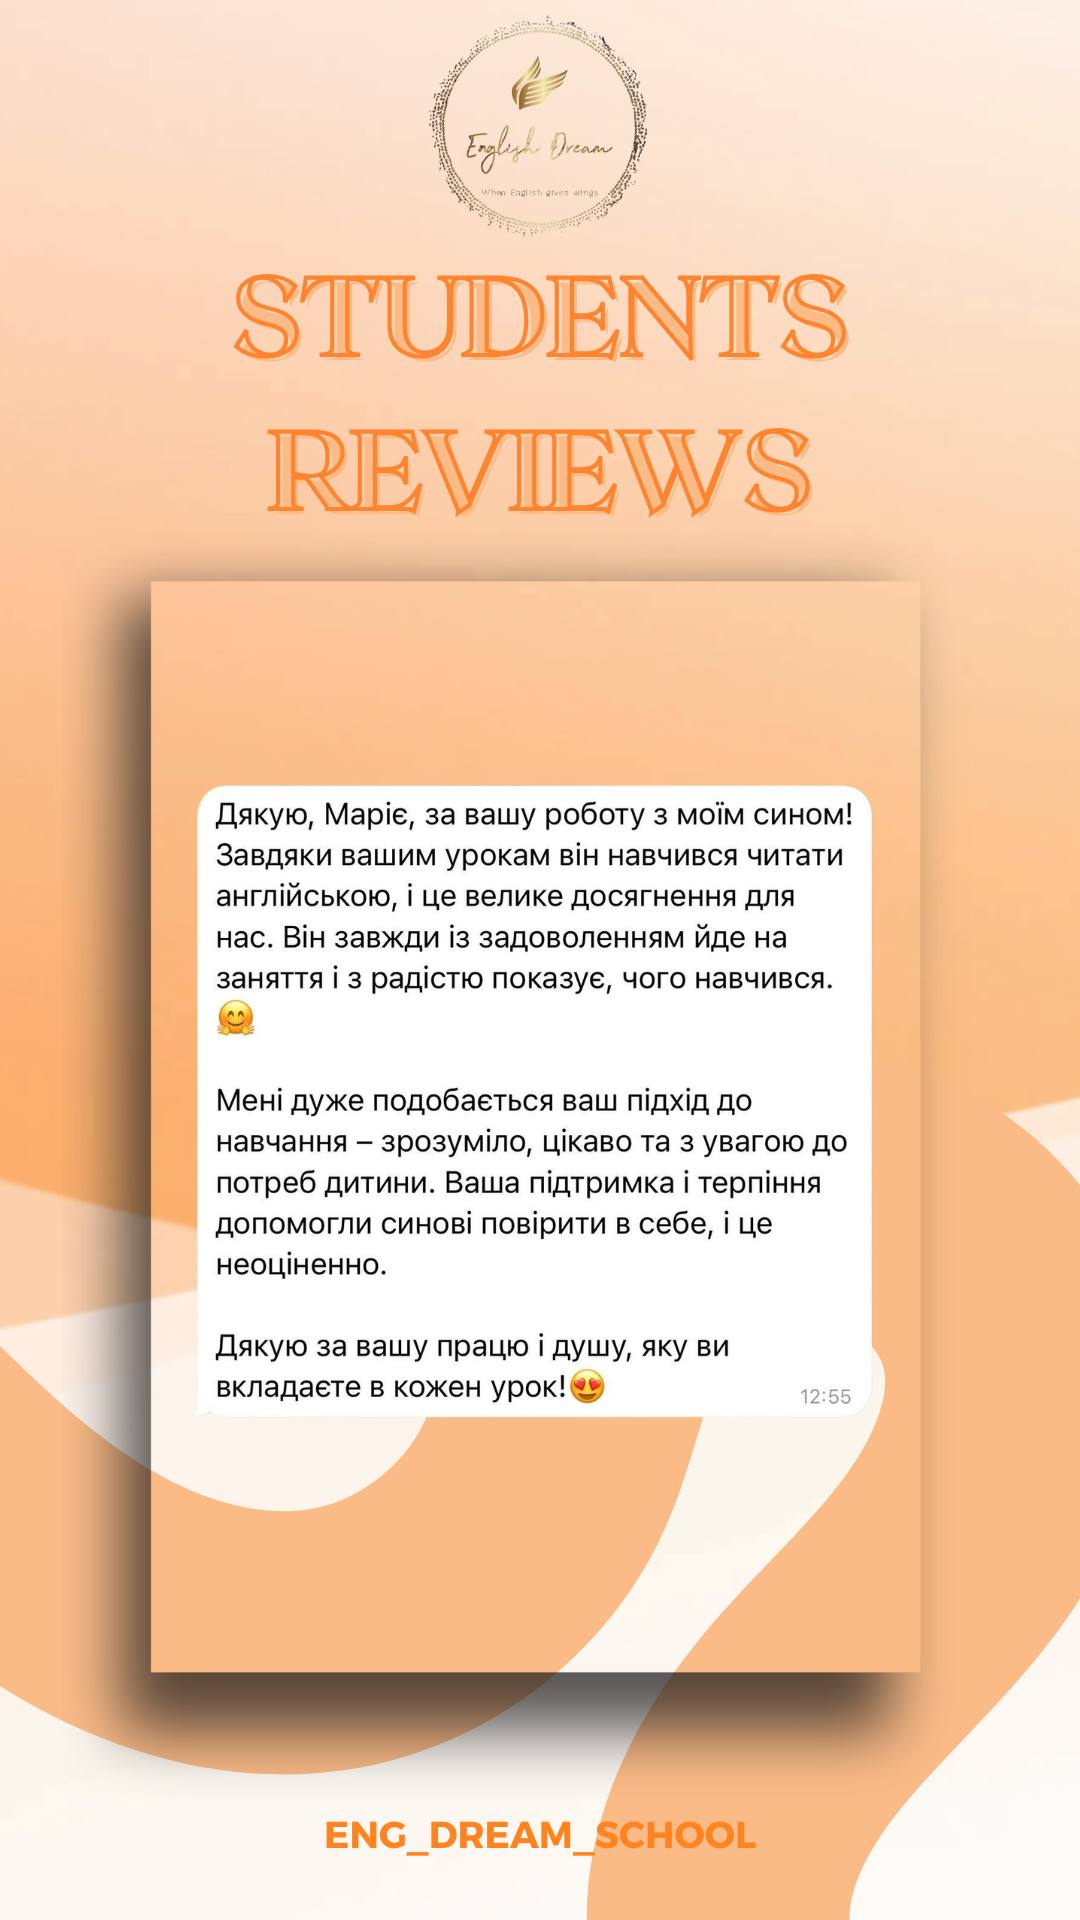 English Dream
When English gives wings
STUDENTS
REVIEWS
Дякую, Маріє, за вашу роботу з моїм сином!
Завдяки вашим урокам він навчився читати
англійською, і це велике досягнення для
нас. Він завжди із задоволенням йде на
заняття і з радістю показує, чого навчився.
🤗
Мені дуже подобається ваш підхід до
навчання – зрозуміло, цікаво та з увагою до
потреб дитини. Ваша підтримка і терпіння
допомогли синові повірити в себе, і це
неоціненно.
Дякую за вашу працю і душу, яку ви
вкладаєте в кожен урок!😍
12:55
ENG_DREAM_SCHOOL